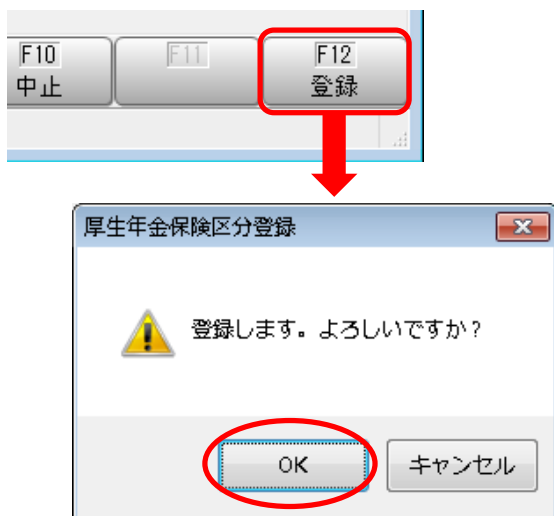 F10
中止
F11
F12
登録
厚生年金保険区分登録
登録します。よろしいですか?
OK
キャンセル